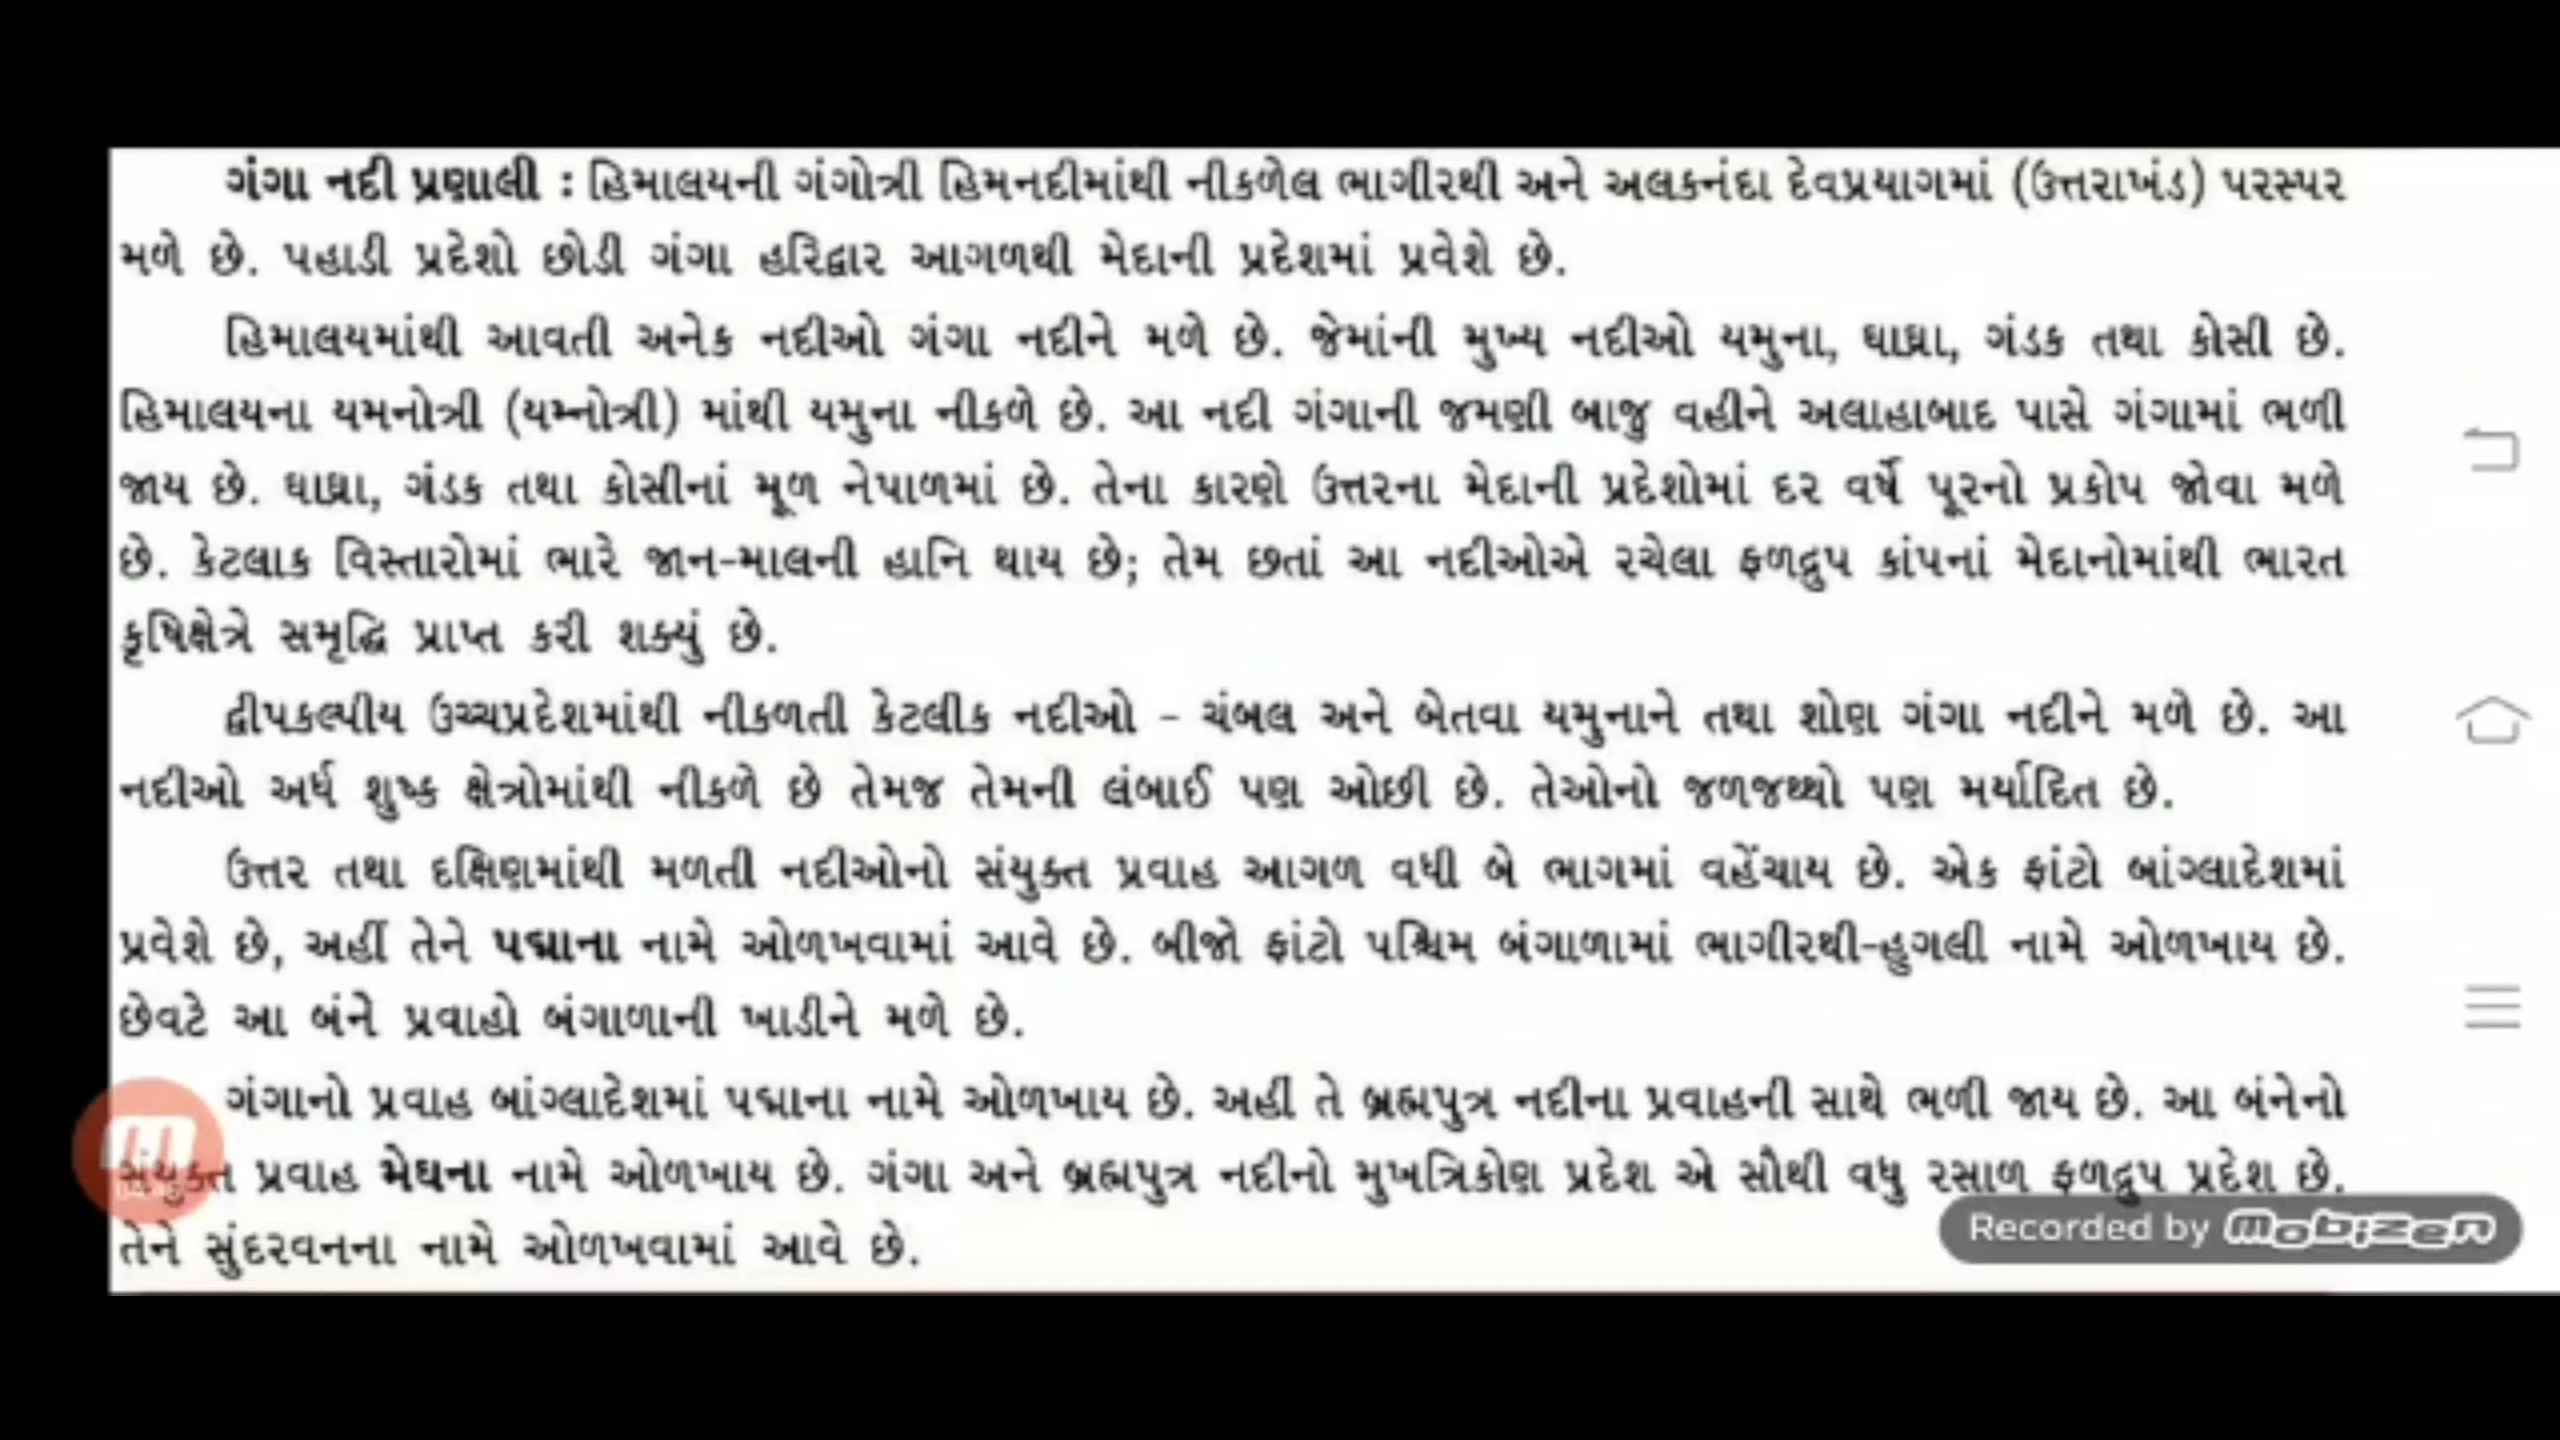 ગંગા નદી પ્રણાલી : હિમાલયની ગંગોત્રી હિમનદીમાંથી નીકળેલ ભાગીરથી અને અલકનંદા દેવપ્રયાગમાં (ઉત્તરાખંડ) પરસ્પર
મળે છે. પહાડી પ્રદેશો છોડી ગંગા હરિદ્વાર આગળથી મેદાની પ્રદેશમાં પ્રવેશે છે.
હિમાલયમાંથી આવતી અનેક નદીઓ ગંગા નદીને મળે છે. જેમાંની મુખ્ય નદીઓ યમુના, ઘાઘ્રા, ગંડક તથા કોસી છે.
હિમાલયના યમનોત્રી (યમ્નોત્રી) માંથી યમુના નીકળે છે. આ નદી ગંગાની જમણી બાજુ વહીને અલાહાબાદ પાસે ગંગામાં ભળી
જાય છે. ઘાઘ્રા, ગંડક તથા કોસીનાં મૂળ નેપાળમાં છે. તેના કારણે ઉત્તરના મેદાની પ્રદેશોમાં દર વર્ષે પૂરનો પ્રકોપ જોવા મળે
છે. કેટલાક વિસ્તારોમાં ભારે જાન-માલની હાનિ થાય છે; તેમ છતાં આ નદીઓએ રચેલા ફળદ્રુપ કાંપનાં મેદાનોમાંથી ભારત
કૃષિક્ષેત્રે સમૃદ્ધિ પ્રાપ્ત કરી શક્યું છે.
દ્વીપકલ્પીય ઉચ્ચપ્રદેશમાંથી નીકળતી કેટલીક નદીઓ – ચંબલ અને બેતવા યમુનાને તથા શોણ ગંગા નદીને મળે છે. આ
નદીઓ અર્ધ શુષ્ક ક્ષેત્રોમાંથી નીકળે છે તેમજ તેમની લંબાઈ પણ ઓછી છે. તેઓનો જળજથ્થો પણ મર્યાદિત છે.
ઉત્તર તથા દક્ષિણમાંથી મળતી નદીઓનો સંયુક્ત પ્રવાહ આગળ વધી બે ભાગમાં વહેંચાય છે. એક ફાંટો બાંગ્લાદેશમાં
પ્રવેશે છે, અહીં તેને પદ્માના નામે ઓળખવામાં આવે છે. બીજો ફાંટો પશ્ચિમ બંગાળામાં ભાગીરથી-હુગલી નામે ઓળખાય છે.
છેવટે આ બંને પ્રવાહો બંગાળાની ખાડીને મળે છે.
ગંગાનો પ્રવાહ બાંગ્લાદેશમાં પદ્માના નામે ઓળખાય છે. અહીં તે બ્રહ્મપુત્ર નદીના પ્રવાહની સાથે ભળી જાય છે. આ બંનેનો
સંયુક્ત પ્રવાહ મેઘના નામે ઓળખાય છે. ગંગા અને બ્રહ્મપુત્ર નદીનો મુખત્રિકોણ પ્રદેશ એ સૌથી વધુ રસાળ ફળદ્રુપ પ્રદેશ છે.
તેને સુંદરવનના નામે ઓળખવામાં આવે છે.
Recorded by mobizen